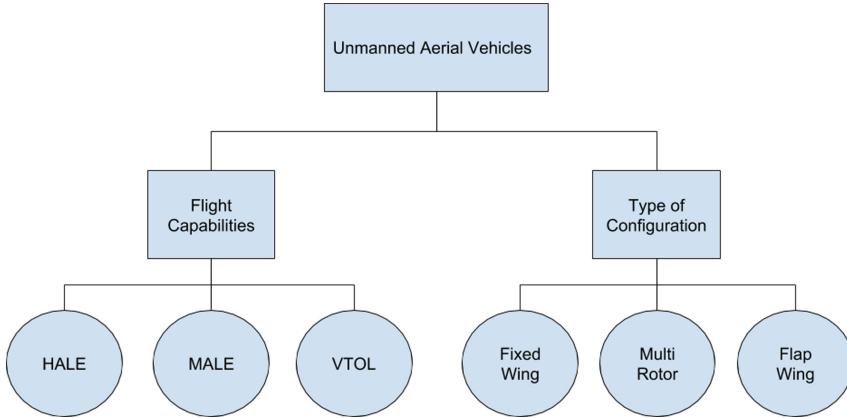 Unmanned Aerial Vehicles
Flight
Capabilities
Type of
Configuration
HALE
MALE
VTOL
Fixed
Wing
Multi
Rotor
Flap
Wing